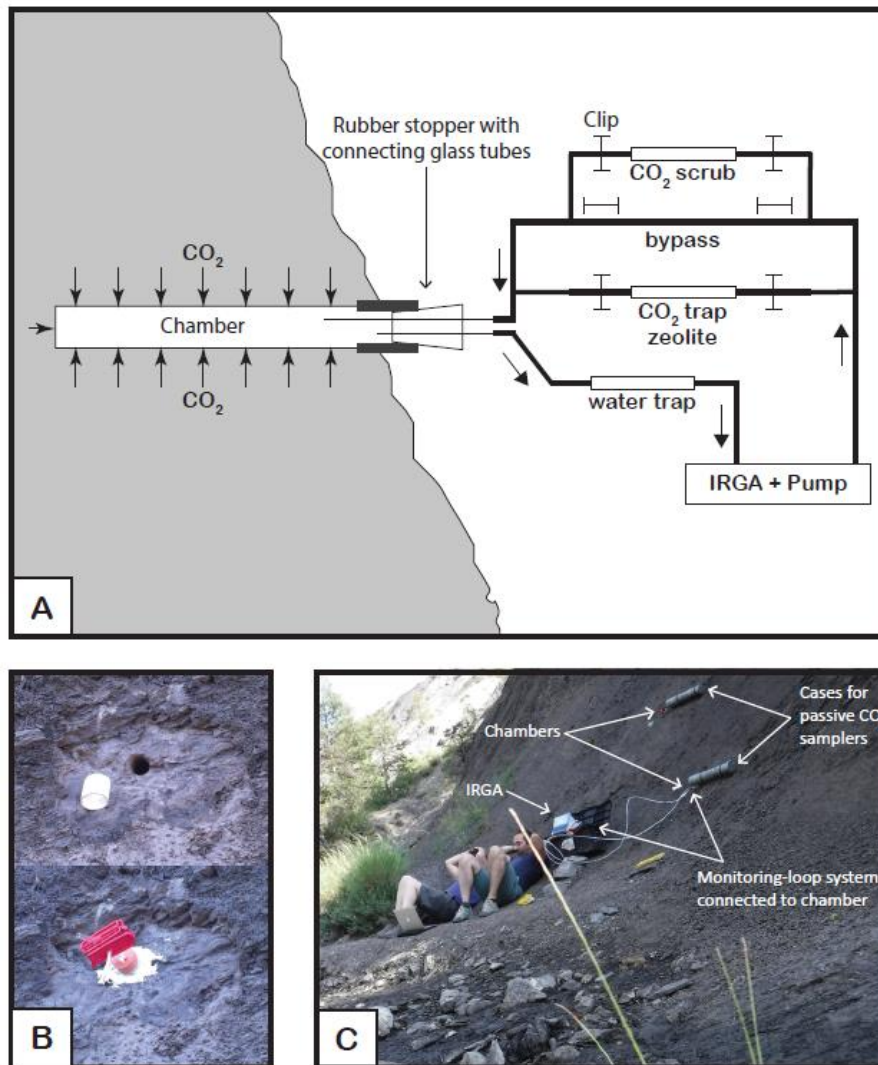 Rubber stopper with
connecting glass tubes
Clip
CO₂ scrub
bypass
CO₂
Chamber
CO₂ trap
zeolite
CO₂
water trap
IRGA + Pump
A
Chambers
Cases for
passive CO
samplers
IRGA
Monitoring-loop system
connected to chamber
B
C